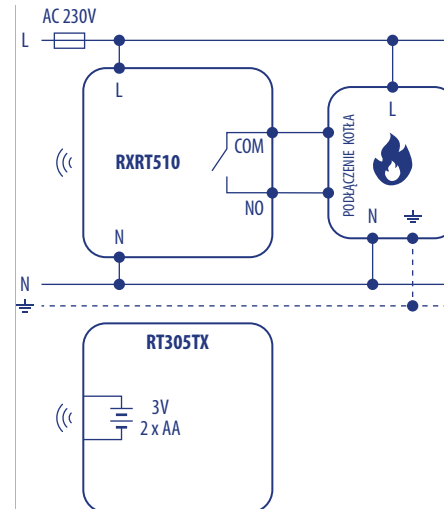 AC 230V
L
L
RXRT510
COM
NO
N
L
PODŁĄCZENIE KOTŁA
N
N
RT305TX
3V
2 x AA